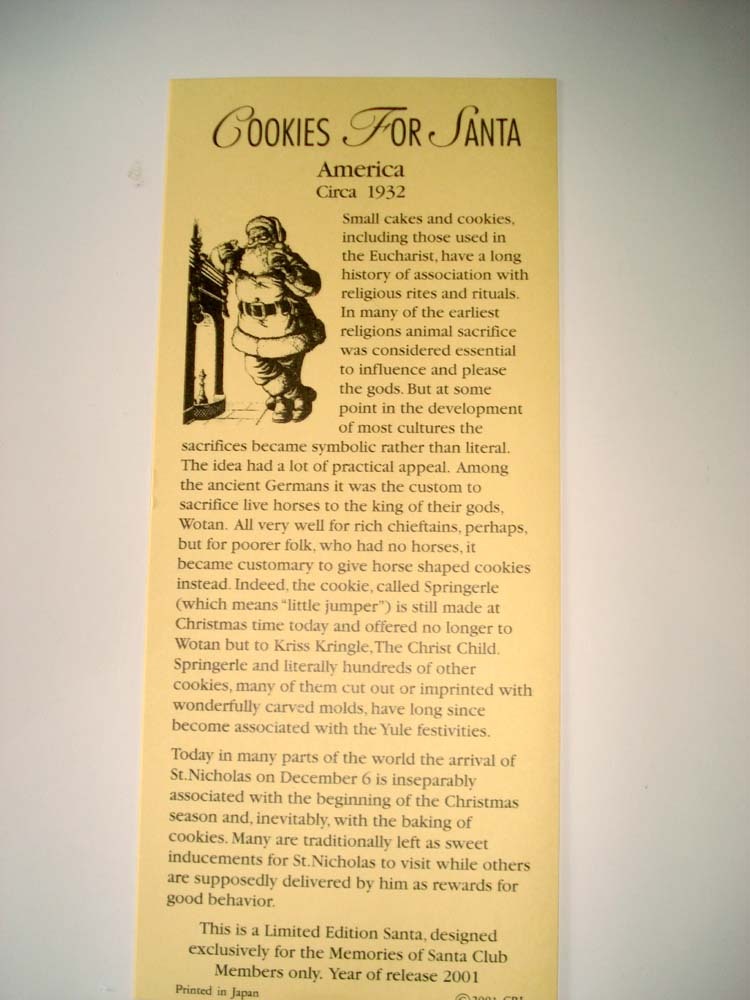 Cookies For Santa
America
Circa 1932
Small cakes and cookies,
including those used in
the Eucharist, have a long
history of association with
religious rites and rituals.
In many of the earliest
religions animal sacrifice
was considered essential
to influence and please
the gods. But at some
point in the development
of most cultures the
sacrifices became symbolic rather than literal.
The idea had a lot of practical appeal. Among
the ancient Germans it was the custom to
sacrifice live horses to the king of their gods,
Wotan. All very well for rich chieftains, perhaps,
but for poorer folk, who had no horses, it
became customary to give horse shaped cookies
instead. Indeed, the cookie, called Springerle
(which means "little jumper") is still made at
Christmas time today and offered no longer to
Wotan but to Kriss Kringle, The Christ Child.
Springerle and literally hundreds of other
cookies, many of them cut out or imprinted with
wonderfully carved molds, have long since
become associated with the Yule festivities.
Today in many parts of the world the arrival of
St. Nicholas on December 6 is inseparably
associated with the beginning of the Christmas
season and, inevitably, with the baking of
cookies. Many are traditionally left as sweet
inducements for St. Nicholas to visit while others
are supposedly delivered by him as rewards for
good behavior.
This is a Limited Edition Santa, designed
exclusively for the Memories of Santa Club
Members only. Year of release 2001
Printed in Japan
© 2001